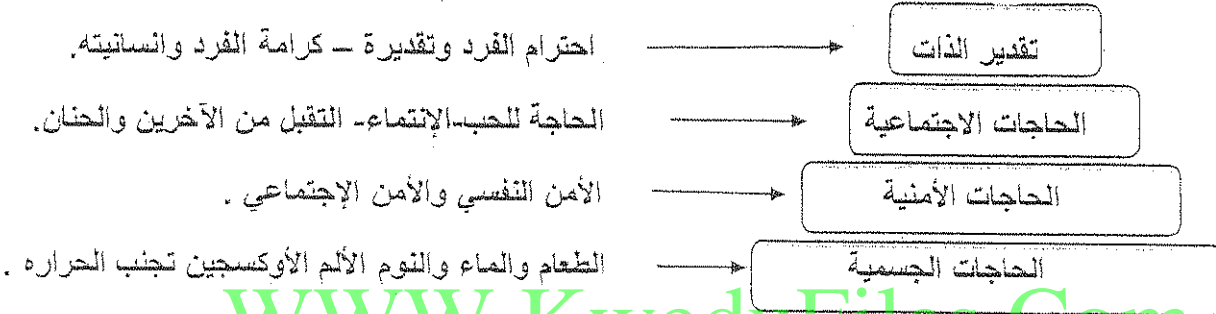 تقدير الذات احترام الفرد وتقديرة – كرامة الفرد وانسانيته.
الحاجات الاجتماعية الحاجة للحب-الإنتماء- التقبل من الآخرين والحنان.
الحاجات الأمنية الأمن النفسي والأمن الإجتماعي .
الحاجات الجسمية الطعام والماء والنوم الألم الأوكسجين تجنب الحراره .
WWW.KweduFiles.Com